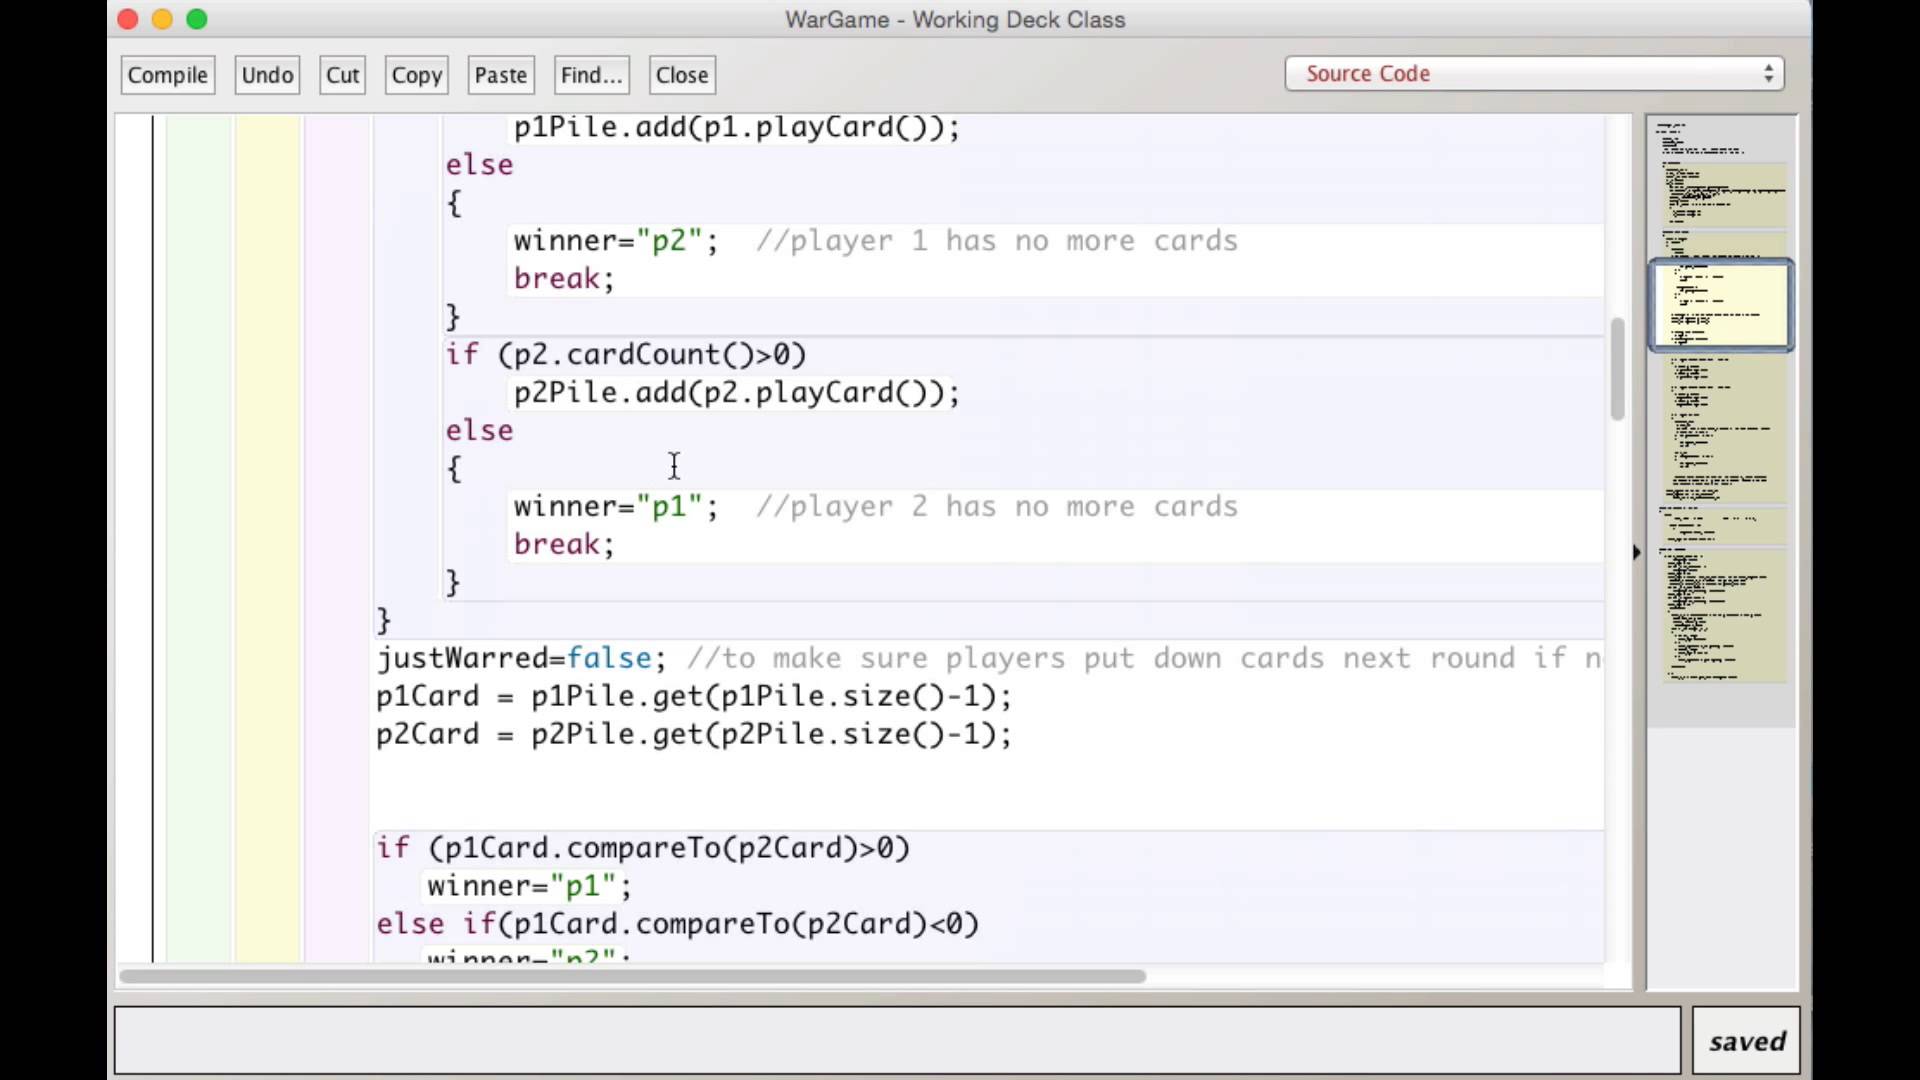 WarGame - Working Deck Class
Compile Undo Cut Copy Paste Find... Close Source Code
p1Pile.add(p1.playCard());
else
{
winner="p2"; //player 1 has no more cards
break;
}
if (p2.cardCount()>0)
p2Pile.add(p2.playCard());
else
{
winner="p1"; //player 2 has no more cards
break;
}
}
justWarred=false; //to make sure players put down cards next round if n
p1Card = p1Pile.get(p1Pile.size()-1);
p2Card = p2Pile.get(p2Pile.size()-1);
if (p1Card.compareTo(p2Card)>0)
winner="p1";
else if(p1Card.compareTo(p2Card)<0)
winner="p2";
saved